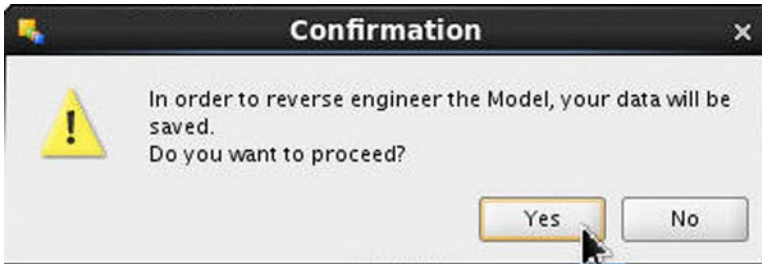 Confirmation
In order to reverse engineer the Model, your data will be
saved.
Do you want to proceed?
Yes No